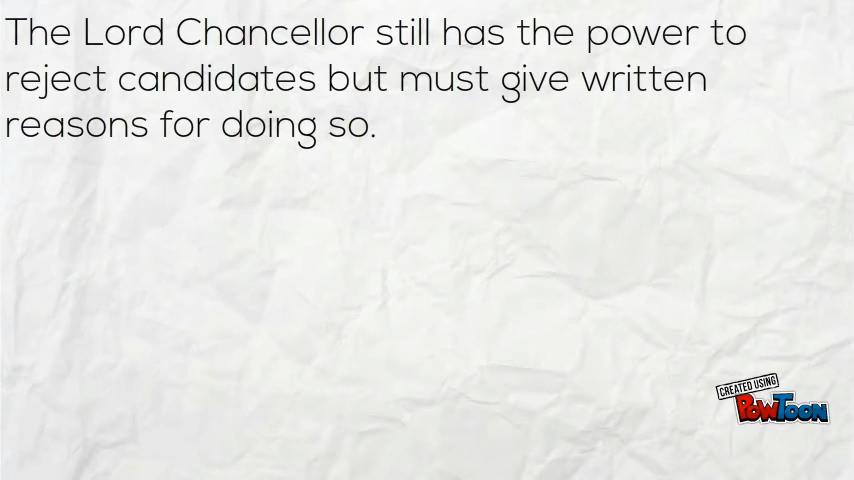 The Lord Chancellor still has the power to
reject candidates but must give written
reasons for doing so.
CREATED USING
POWTOON